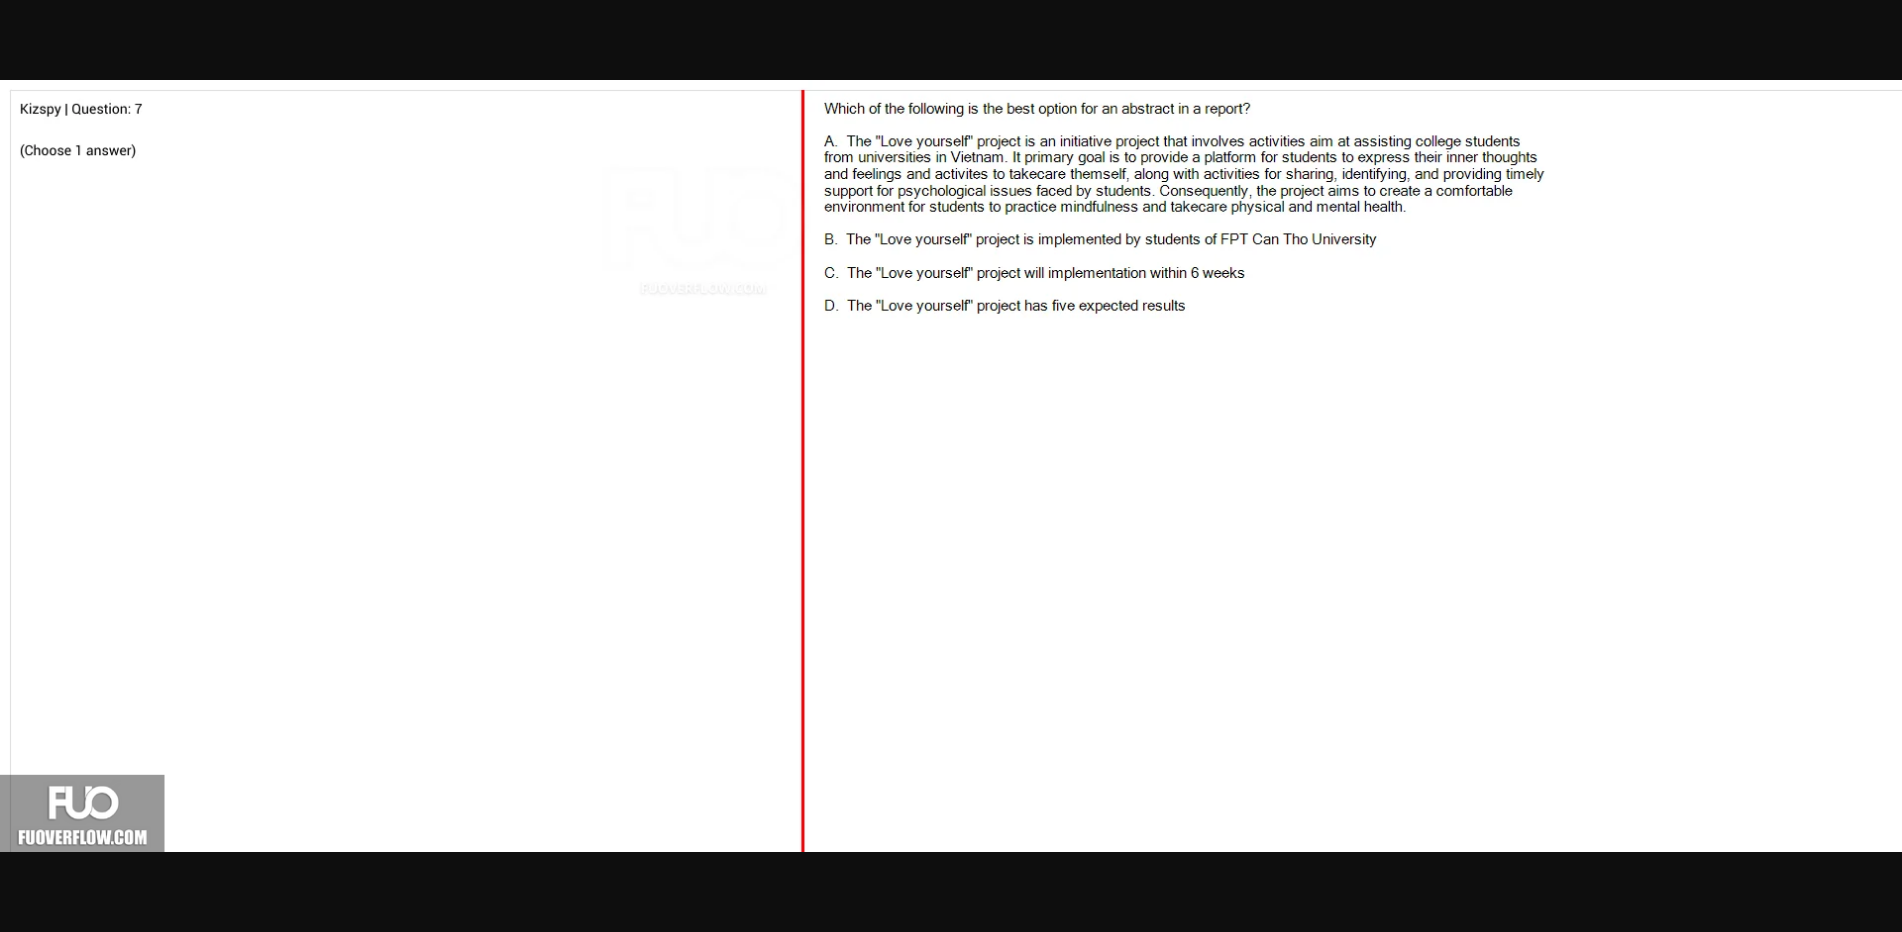 Kizspy | Question: 7
(Choose 1 answer)
FUOVERFLOW.COM
Which of the following is the best option for an abstract in a report?
A. The "Love yourself" project is an initiative project that involves activities aim at assisting college students
from universities in Vietnam. It primary goal is to provide a platform for students to express their inner thoughts
and feelings and activites to takecare themself, along with activities for sharing, identifying, and providing timely
support for psychological issues faced by students. Consequently, the project aims to create a comfortable
environment for students to practice mindfulness and takecare physical and mental health.
B. The "Love yourself" project is implemented by students of FPT Can Tho University
C. The "Love yourself" project will implementation within 6 weeks
D. The "Love yourself" project has five expected results
FUO
FUOVERFLOW.COM